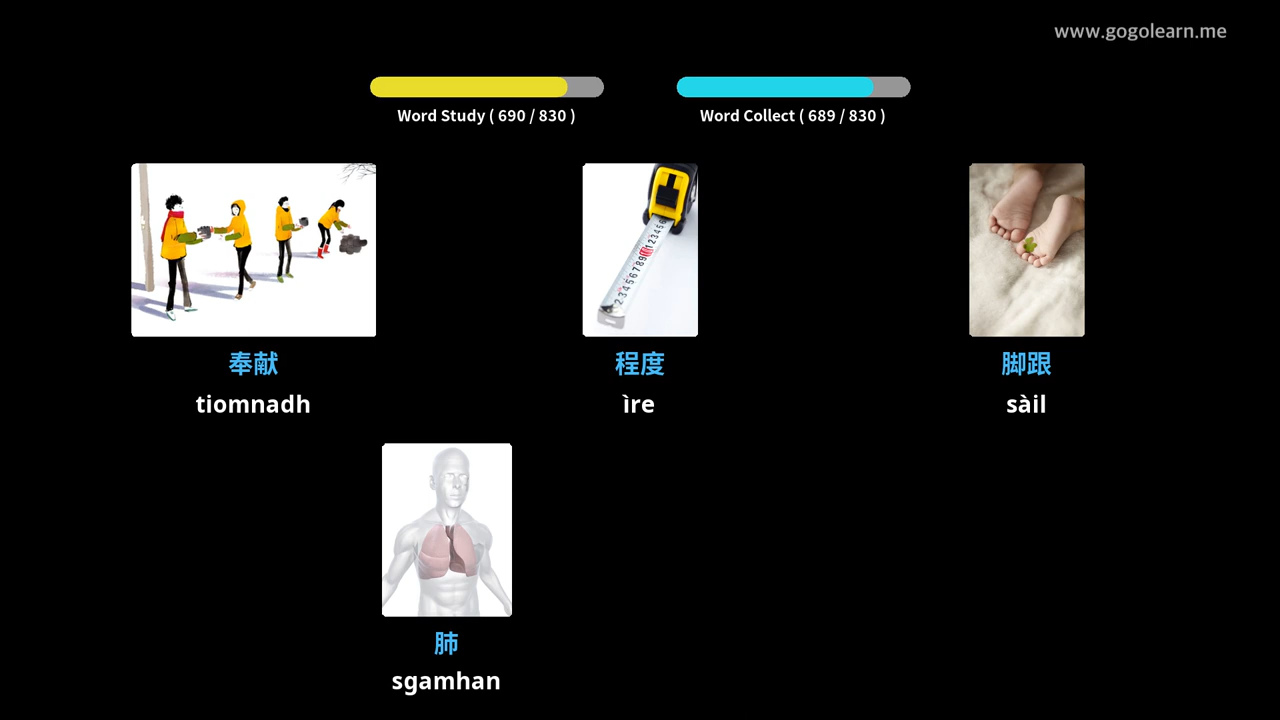 www.gogolearn.me
Word Study ( 690 / 830 )
Word Collect ( 689 / 830 )
奉献
tiomnadh
程度
ìre
脚跟
sàil
肺
sgamhan